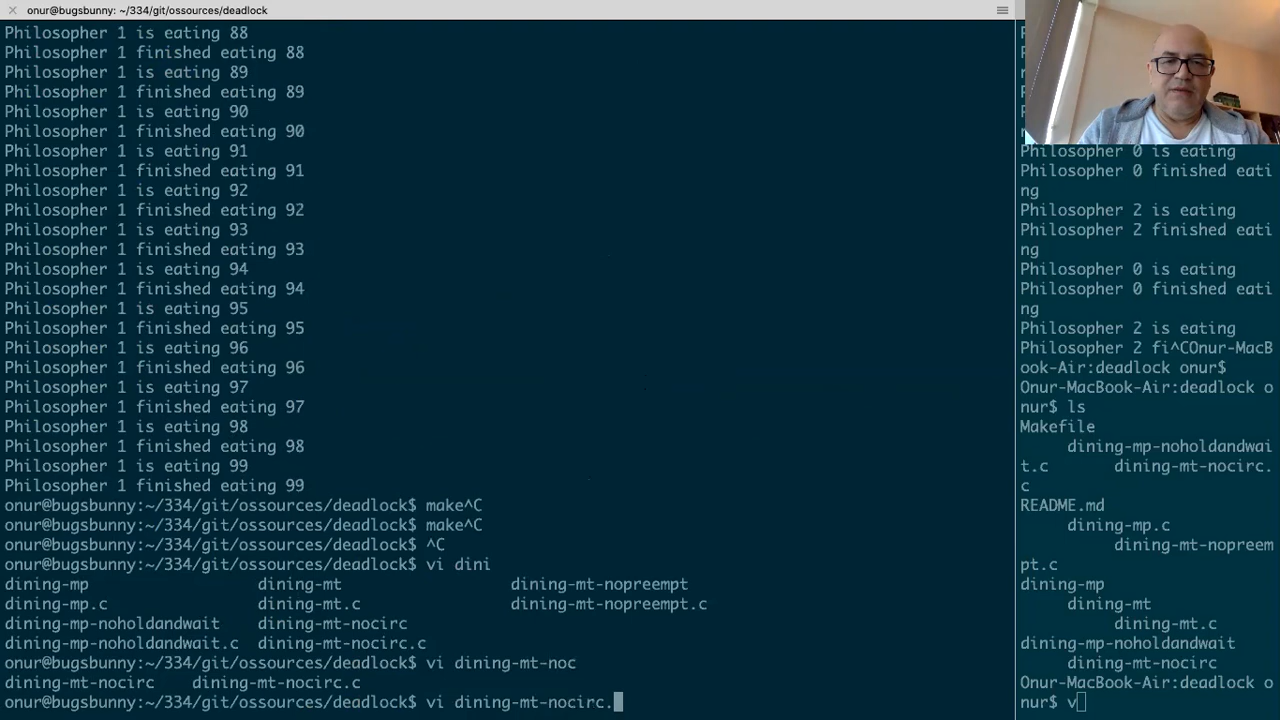 onur@bugsbunny: ~/334/git/ossources/deadlock
Philosopher 1 is eating 88
Philosopher 1 finished eating 88
Philosopher 1 is eating 89
Philosopher 1 finished eating 89
Philosopher 1 is eating 90
Philosopher 1 finished eating 90
Philosopher 1 is eating 91
Philosopher 1 finished eating 91
Philosopher 1 is eating 92
Philosopher 1 finished eating 92
Philosopher 1 is eating 93
Philosopher 1 finished eating 93
Philosopher 1 is eating 94
Philosopher 1 finished eating 94
Philosopher 1 is eating 95
Philosopher 1 finished eating 95
Philosopher 1 is eating 96
Philosopher 1 finished eating 96
Philosopher 1 is eating 97
Philosopher 1 finished eating 97
Philosopher 1 is eating 98
Philosopher 1 finished eating 98
Philosopher 1 is eating 99
Philosopher 1 finished eating 99
onur@bugsbunny:~/334/git/ossources/deadlock$ make^C
onur@bugsbunny:~/334/git/ossources/deadlock$ make^C
onur@bugsbunny:~/334/git/ossources/deadlock$ ^C
onur@bugsbunny:~/334/git/ossources/deadlock$ vi dini
dining-mp dining-mt dining-mt-nopreempt
dining-mp.c dining-mt.c dining-mt-nopreempt.c
dining-mp-noholdandwait dining-mt-nocirc
dining-mp-noholdandwait.c dining-mt-nocirc.c
onur@bugsbunny:~/334/git/ossources/deadlock$ vi dining-mt-noc
dining-mt-nocirc dining-mt-nocirc.c
onur@bugsbunny:~/334/git/ossources/deadlock$ vi dining-mt-nocirc.
Philosopher 0 is eating
Philosopher 0 finished eati
ng
Philosopher 2 is eating
Philosopher 2 finished eati
ng
Philosopher 0 is eating
Philosopher 0 finished eati
ng
Philosopher 2 is eating
Philosopher 2 fi^COnur-MacB
ook-Air:deadlock onur$
Onur-MacBook-Air:deadlock o
nur$ ls
Makefile
dining-mp-noholdandwai
t.c dining-mt-nocirc.
c
README.md
dining-mp.c
dining-mt-nopreem
pt.c
dining-mp
dining-mt
dining-mt.c
dining-mp-noholdandwait
dining-mt-nocirc
Onur-MacBook-Air:deadlock o
nur$ v